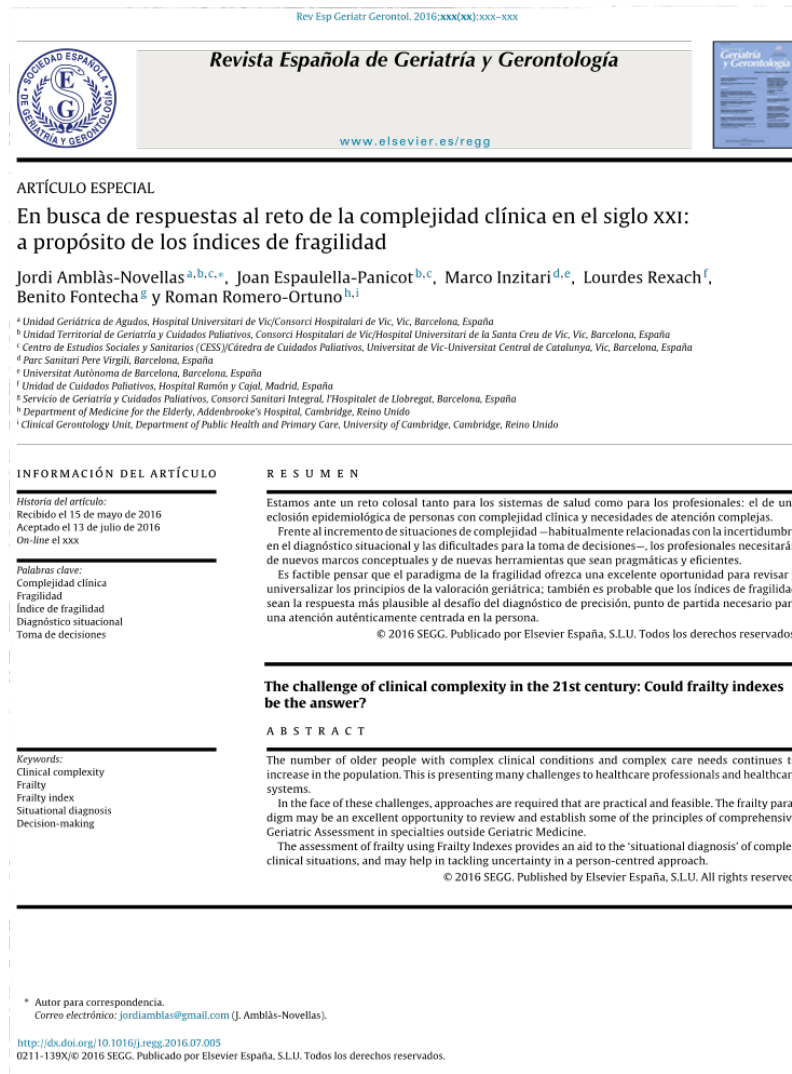 Rev Esp Geriatr Gerontol. 2016;xxx(xx):xxx–xxx
SOCIEDAD ESPAÑOLA
DE GERIATRÍA Y GERONTOLOGÍA
S
E
G
Revista Española de Geriatría y Gerontología
www.elsevier.es/regg
Geriatría
y Gerontología
ARTÍCULO ESPECIAL
En busca de respuestas al reto de la complejidad clínica en el siglo XXI:
a propósito de los índices de fragilidad
Jordi Amblàs-Novellas a,b,c,∗, Joan Espaulella-Panicot b,c, Marco Inzitari d,e, Lourdes Rexach f,
Benito Fontecha g y Roman Romero-Ortuno h,i
a Unidad Geriátrica de Agudos, Hospital Universitari de Vic/Consorci Hospitalari de Vic, Vic, Barcelona, España
b Unidad Territorial de Geriatría y Cuidados Paliativos, Consorci Hospitalari de Vic/Hospital Universitari de la Santa Creu de Vic, Vic, Barcelona, España
c Centro de Estudios Sociales y Sanitarios (CESS)/Cátedra de Cuidados Paliativos, Universitat de Vic-Universitat Central de Catalunya, Vic, Barcelona, España
d Parc Sanitari Pere Virgili, Barcelona, España
e Universitat Autònoma de Barcelona, Barcelona, España
f Unidad de Cuidados Paliativos, Hospital Ramón y Cajal, Madrid, España
g Servicio de Geriatría y Cuidados Paliativos, Consorci Sanitari Integral, l'Hospitalet de Llobregat, Barcelona, España
h Department of Medicine for the Elderly, Addenbrooke's Hospital, Cambridge, Reino Unido
i Clinical Gerontology Unit, Department of Public Health and Primary Care, University of Cambridge, Cambridge, Reino Unido
INFORMACIÓN DEL ARTÍCULO
Historia del artículo:
Recibido el 15 de mayo de 2016
Aceptado el 13 de julio de 2016
On-line el xxx
Palabras clave:
Complejidad clínica
Fragilidad
Índice de fragilidad
Diagnóstico situacional
Toma de decisiones
RESUMEN
Estamos ante un reto colosal tanto para los sistemas de salud como para los profesionales: el de un
eclosión epidemiológica de personas con complejidad clínica y necesidades de atención complejas.
Frente al incremento de situaciones de complejidad —habitualmente relacionadas con la incertidumbr
en el diagnóstico situacional y las dificultades para la toma de decisiones—, los profesionales necesitará
de nuevos marcos conceptuales y de nuevas herramientas que sean pragmáticas y eficientes.
Es factible pensar que el paradigma de la fragilidad ofrezca una excelente oportunidad para revisar
universalizar los principios de la valoración geriátrica; también es probable que los índices de fragilida
sean la respuesta más plausible al desafío del diagnóstico de precisión, punto de partida necesario par
una atención auténticamente centrada en la persona.
© 2016 SEGG. Publicado por Elsevier España, S.L.U. Todos los derechos reservados
The challenge of clinical complexity in the 21st century: Could frailty indexes
be the answer?
ABSTRACT
Keywords:
Clinical complexity
Frailty
Frailty index
Situational diagnosis
Decision-making
The number of older people with complex clinical conditions and complex care needs continues t
increase in the population. This is presenting many challenges to healthcare professionals and healthcar
systems.
In the face of these challenges, approaches are required that are practical and feasible. The frailty para
digm may be an excellent opportunity to review and establish some of the principles of comprehensiv
Geriatric Assessment in specialties outside Geriatric Medicine.
The assessment of frailty using Frailty Indexes provides an aid to the 'situational diagnosis' of comple
clinical situations, and may help in tackling uncertainty in a person-centred approach.
© 2016 SEGG. Published by Elsevier España, S.L.U. All rights reserved
∗ Autor para correspondencia.
Correo electrónico: jordiamblas@gmail.com (J. Amblàs-Novellas).
http://dx.doi.org/10.1016/j.regg.2016.07.005
0211-139X/© 2016 SEGG. Publicado por Elsevier España, S.L.U. Todos los derechos reservados.